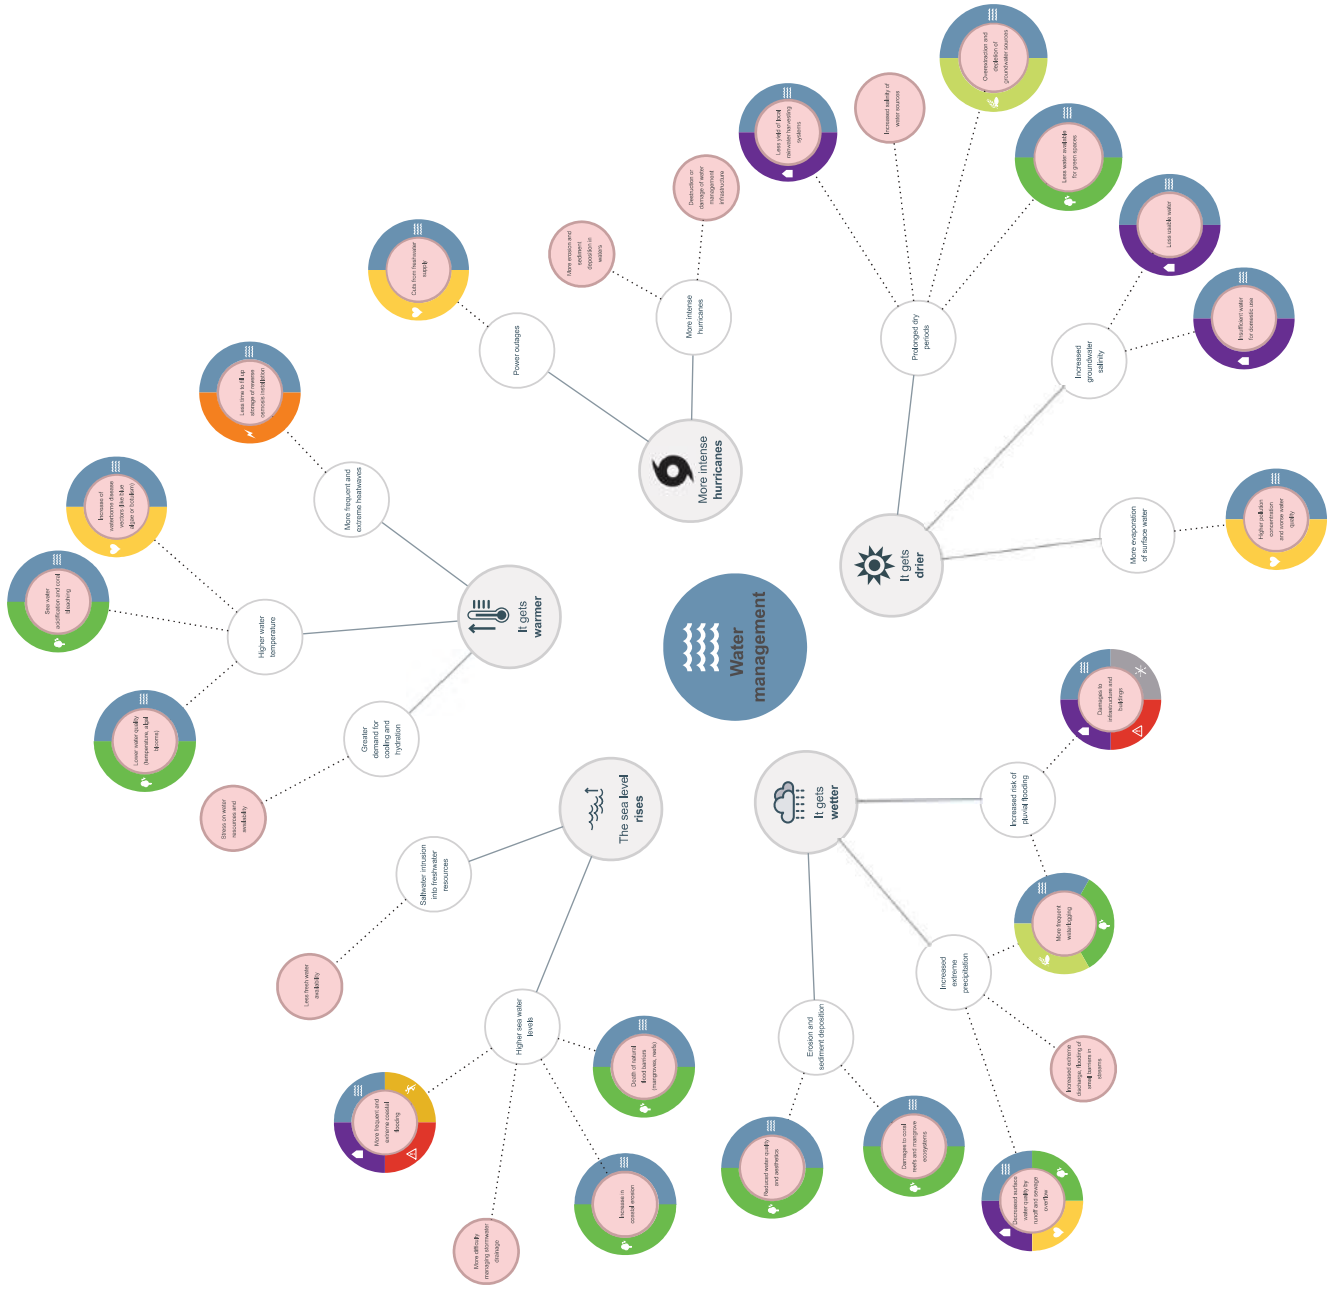 Water
management
It gets
warmer
Higher water
temperature
Lower water quality
(temperature, algal
blooms)
Sea water
acidification and coral
bleaching
Increase of
waterborne disease
vectors (like blue
algae or botulism)
More frequent and
extreme heatwaves
Less time to fill up
storage of reverse
osmosis installation
Greater
demand for
cooling and
hydration
Stress on water
resources and
availability
More intense
hurricanes
Power outages
Cuts from freshwater
supply
More intense
hurricanes
More erosion and
sediment
deposition in
waters
Destruction or
damage of water
management
infrastructure
It gets
drier
Prolonged dry
periods
Less yield of local
rainwater harvesting
systems
Increased salinity of
water sources
Overextraction and
depletion of
groundwater sources
Less water available
for green spaces
Increased
groundwater
salinity
Less usable water
Insufficient water
for domestic use
More evaporation
of surface water
Higher pollution
concentration
and worse water
quality
It gets
wetter
Increased risk of
pluvial flooding
Damages to
infrastructure and
buildings
More frequent
waterlogging
Increased
extreme
precipitation
Increased extreme
discharge, flooding of
small barriers in
streams
Decreased surface
water quality by
runoff and sewage
overflow
Erosion and
sediment deposition
Damages to coral
reefs and mangrove
ecosystems
Reduced water quality
and aesthetics
The sea level
rises
Saltwater intrusion
into freshwater
resources
Less fresh water
availability
Higher sea water
levels
More frequent and
extreme coastal
flooding
More difficulty
managing stormwater
drainage
Increase in
coastal erosion
Death of natural
flood barriers
(mangroves, reefs)